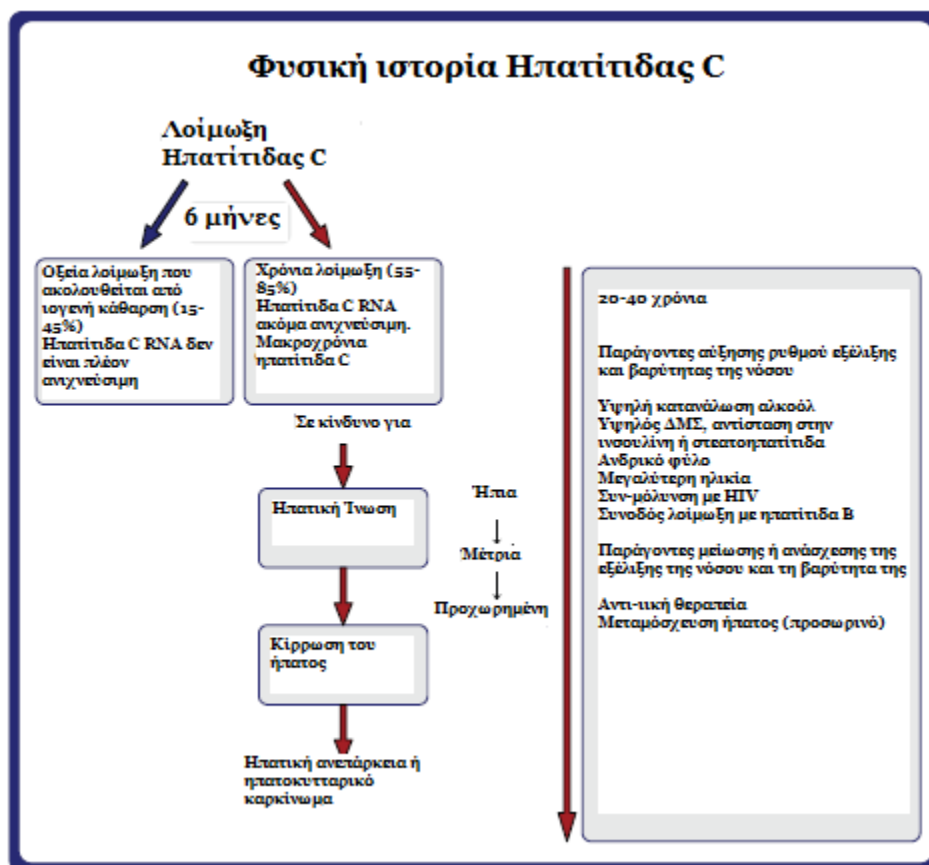 Φυσική ιστορία Ηπατίτιδας C
Λοίμωξη
Ηπατίτιδας C
6 μήνες
Οξεία λοίμωξη που
ακολουθείται από
ιογενή κάθαρση (15-
45%)
Ηπατίτιδα C RNA δεν
είναι πλέον
ανιχνεύσιμη
Χρόνια λοίμωξη (55-
85%)
Ηπατίτιδα C RNA
ακόμα ανιχνεύσιμη.
Μακροχρόνια
ηπατίτιδα C
Σε κίνδυνο για
Ηπατική Ίνωση
Ήπια
Μέτρια
Προχωρημένη
Κίρρωση του
ήπατος
Ηπατική ανεπάρκεια ή
ηπατοκυτταρικό
καρκίνωμα
20-40 χρόνια
Παράγοντες αύξησης ρυθμού εξέλιξης
και βαρύτητας της νόσου
Υψηλή κατανάλωση αλκοόλ
Υψηλός ΔΜΣ, αντίσταση στην
ινσουλίνη ή στεατοηπατίτιδα
Ανδρικό φύλο
Μεγαλύτερη ηλικία
Συν-μόλυνση με HIV
Συνοδός λοίμωξη με ηπατίτιδα Β
Παράγοντες μείωσης ή ανάσχεσης της
εξέλιξης της νόσου και τη βαρύτητα της
Αντι-ιική θεραπεία
Μεταμόσχευση ήπατος (προσωρινό)